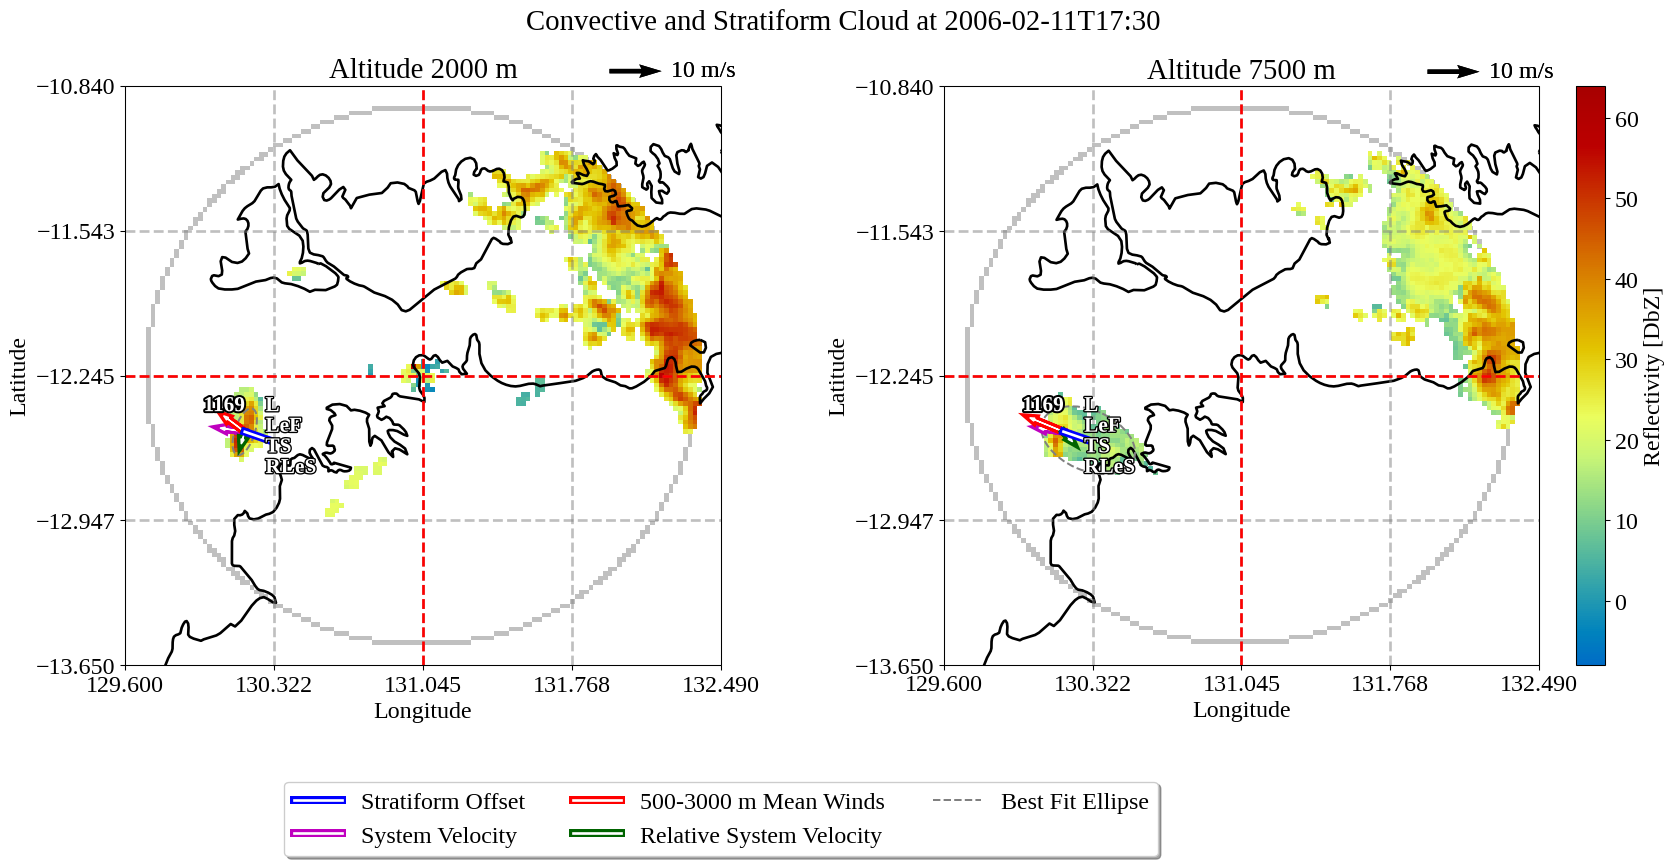 Convective and Stratiform Cloud at 2006-02-11T17:30
Altitude 2000 m
10 m/s
Altitude 7500 m
10 m/s
−10.840
−11.543
−12.245
−12.947
−13.650
Latitude
129.600
130.322
131.045
131.768
132.490
Longitude
1169
L
LeF
TS
RLeS
−10.840
−11.543
−12.245
−12.947
−13.650
Latitude
129.600
130.322
131.045
131.768
132.490
Longitude
1169
L
LeF
TS
RLeS
60
50
40
30
20
10
0
Reflectivity [DbZ]
Stratiform Offset
System Velocity
500-3000 m Mean Winds
Relative System Velocity
Best Fit Ellipse